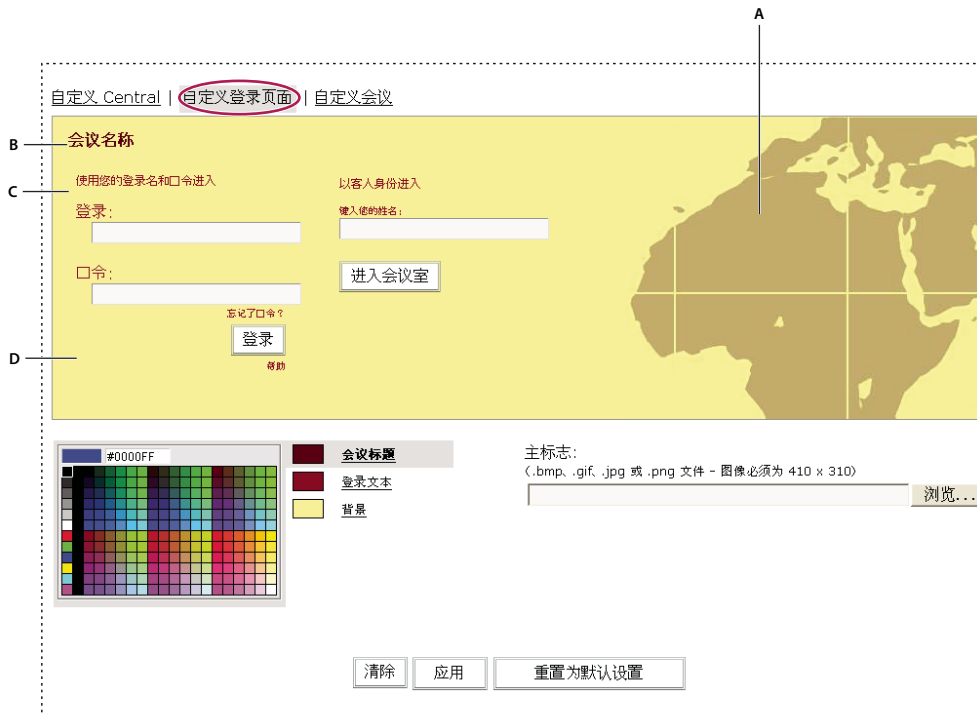 A
自定义 Central | 自定义登录页面 | 自定义会议
B
会议名称
C
使用您的登录名和口令进入
以客人身份进入
登录:
键入您的姓名:
口令:
进入会议室
忘记了口令?
登录
D
帮助
#0000FF
会议标题
登录文本
背景
主标志:
(.bmp、.gif、.jpg 或 .png 文件 - 图像必须为 410 x 310)
浏览...
清除
应用
重置为默认设置